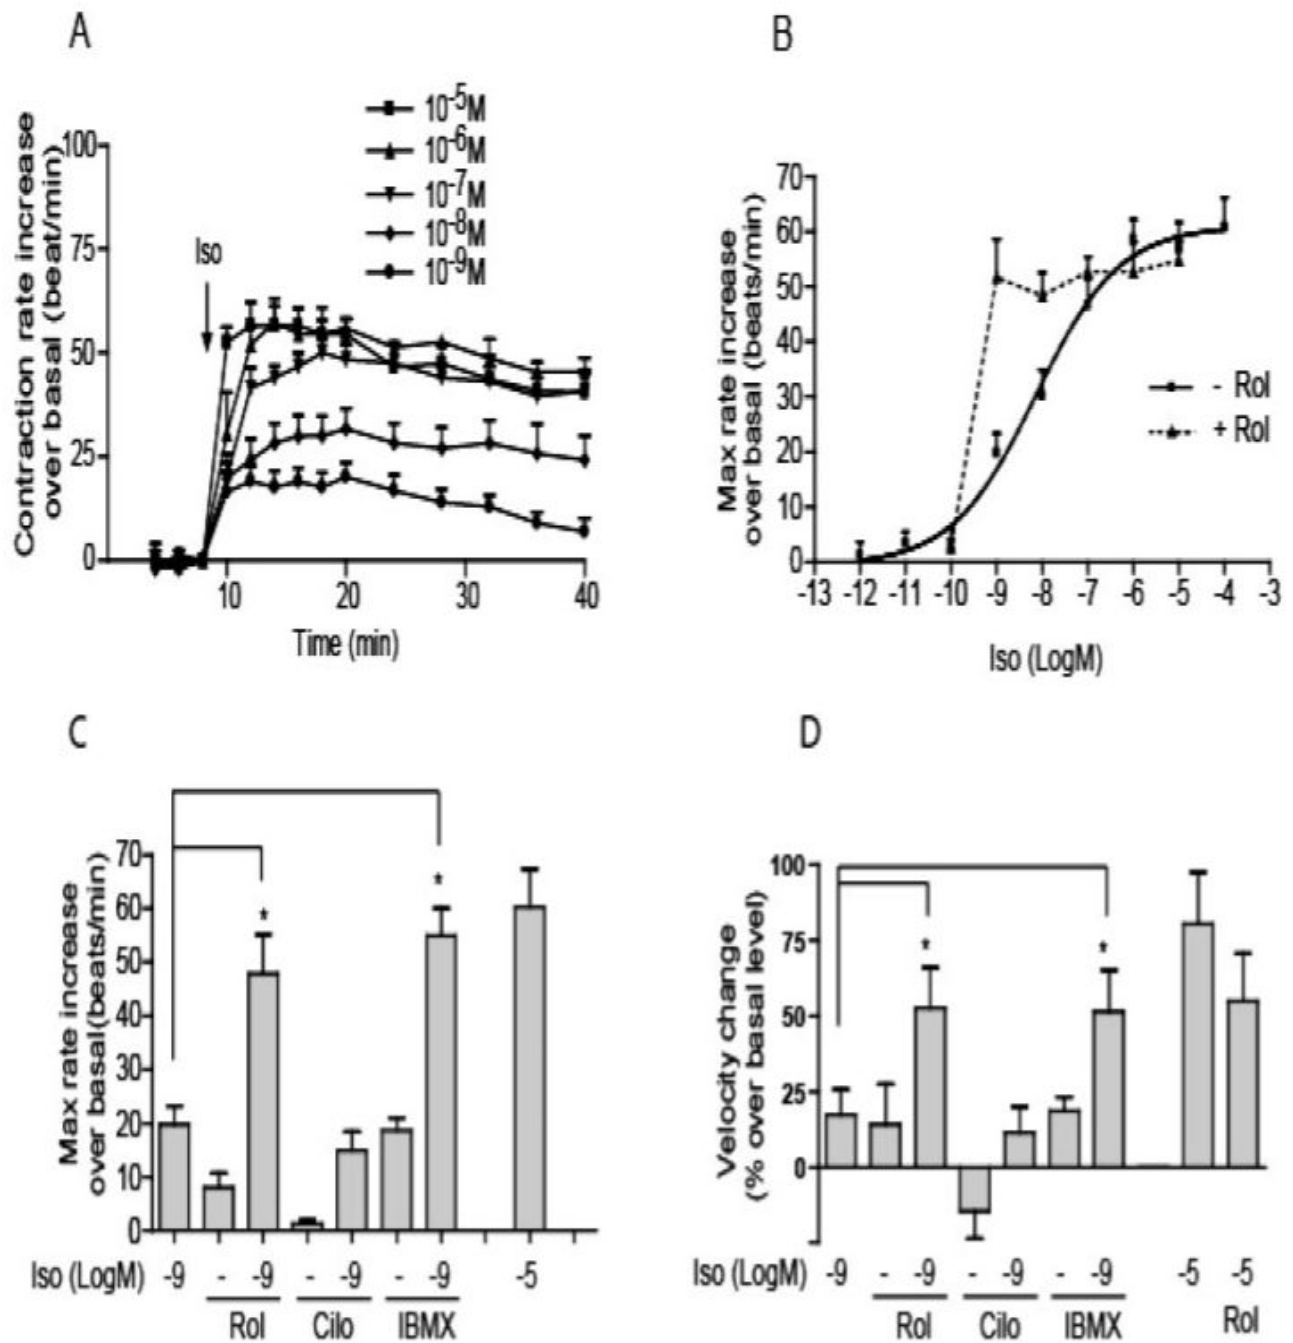 A
B
Contraction rate increase
over basal (beat/min)
100
75
50
25
0
Iso
10⁻⁵M
10⁻⁶M
10⁻⁷M
10⁻⁸M
10⁻⁹M
10 20 30 40
Time (min)
Max rate increase
over basal (beats/min)
70
60
50
40
30
20
10
0
- Rol
+ Rol
-13 -12 -11 -10 -9 -8 -7 -6 -5 -4 -3
Iso (LogM)
C
D
Max rate increase
over basal(beats/min)
70
60
50
40
30
20
10
0
* *
Iso (LogM) -9 - -9 - -9 - -9 -5
Rol Cilo IBMX
Velocity change
(% over basal level)
100
75
50
25
0
* *
Iso (LogM) -9 - -9 - -9 - -9 -5 -5
Rol Cilo IBMX Rol